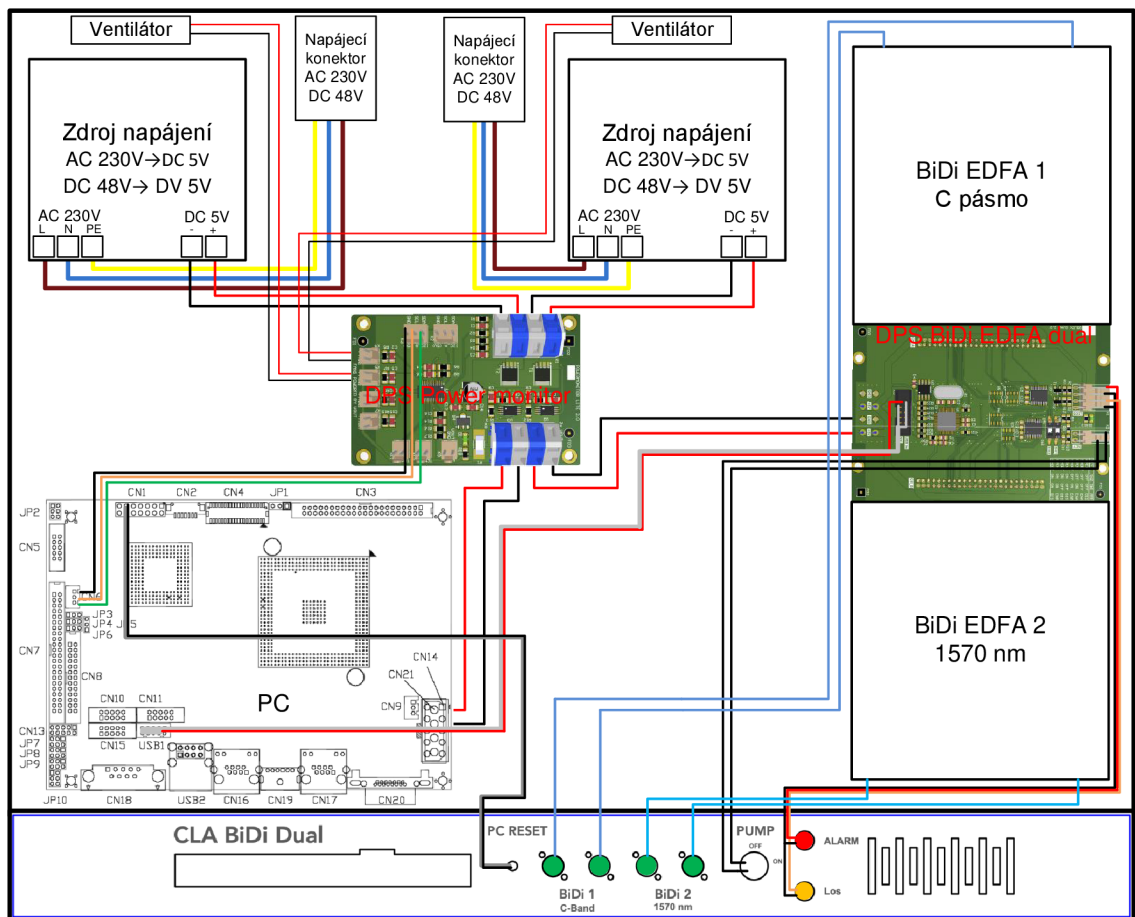 Ventilátor
Napájecí
konektor
AC 230V
DC 48V
Napájecí
konektor
AC 230V
DC 48V
Ventilátor
Zdroj napájení
AC 230V→DC 5V
DC 48V→ DV 5V
AC 230V
DC 5V
L N PE - +
Zdroj napájení
AC 230V→DC 5V
DC 48V→ DV 5V
AC 230V
DC 5V
L N PE - +
BiDi EDFA 1
C pásmo
DPS BiDi EDFA dual
DPS Power monitor
BiDi EDFA 2
1570 nm
CN1
CN2
CN4
JP1
CN3
JP2
CN5
CN6
JP3
JP4
JP5
JP6
CN7
CN8
CN14
CN21
CN9
PC
CN10
CN11
CN13
CN15
USB1
JP7
JP8
JP9
JP10
CN18
USB2
CN16
CN19
CN17
CN20
CLA BiDi Dual
PC RESET
BiDi 1
C-Band
BiDi 2
1570 nm
PUMP
OFF
ON
ALARM
Los